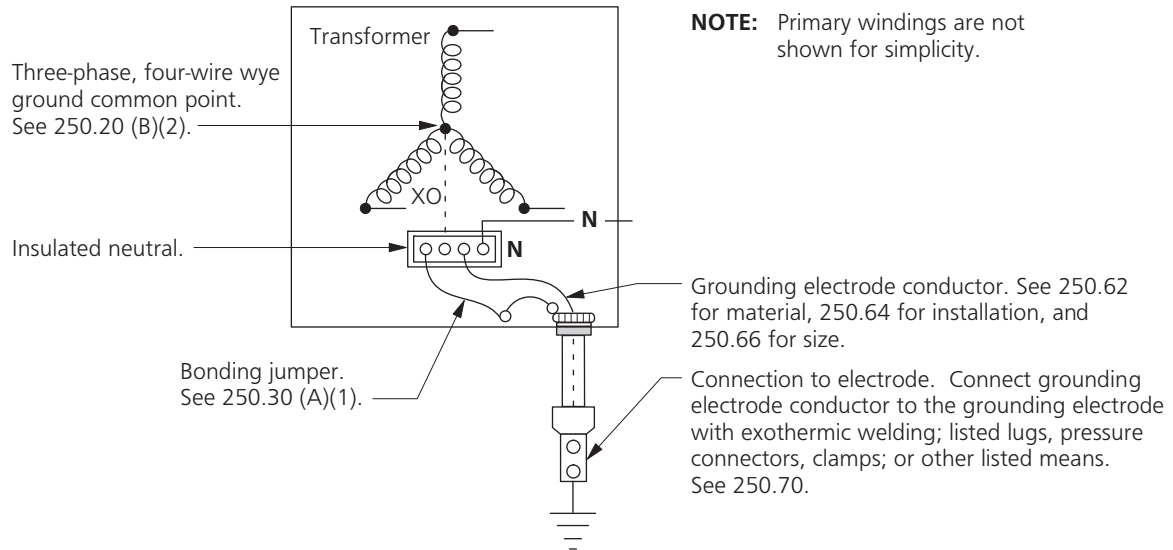 Transformer
NOTE: Primary windings are not
shown for simplicity.
Three-phase, four-wire wye
ground common point.
See 250.20 (B)(2).
XO
N
Insulated neutral.
N
Grounding electrode conductor. See 250.62
for material, 250.64 for installation, and
250.66 for size.
Bonding jumper.
See 250.30 (A)(1).
Connection to electrode. Connect grounding
electrode conductor to the grounding electrode
with exothermic welding; listed lugs, pressure
connectors, clamps; or other listed means.
See 250.70.